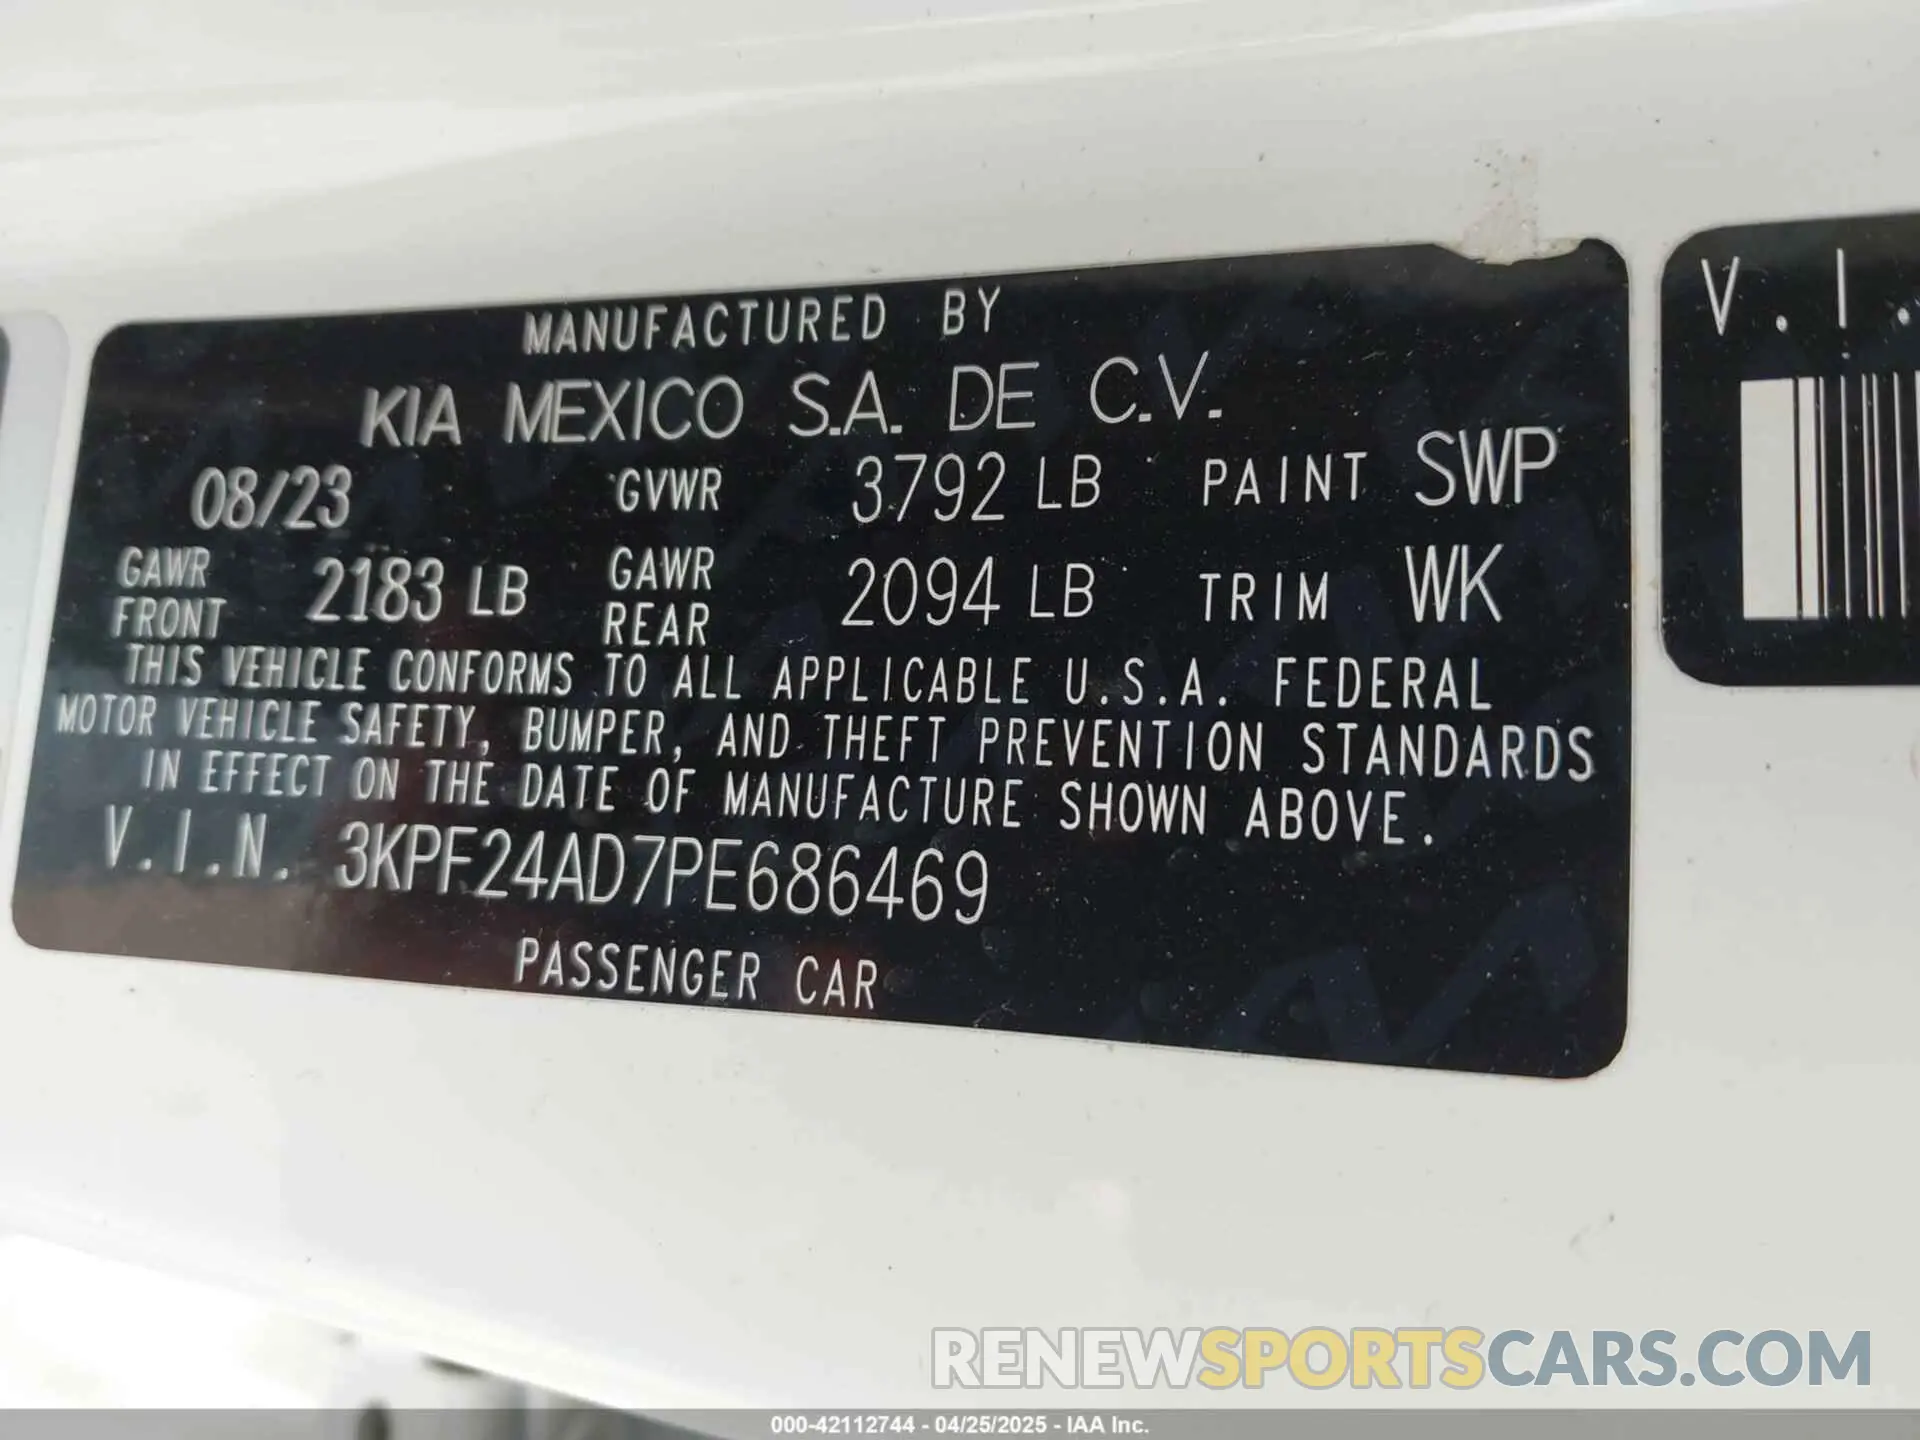 MANUFACTURED BY
KIA MEXICO S.A. DE C.V.
08/23 GVWR 3792 LB PAINT SWP
GAWR FRONT 2183 LB GAWR REAR 2094 LB TRIM WK
THIS VEHICLE CONFORMS TO ALL APPLICABLE U.S.A. FEDERAL
MOTOR VEHICLE SAFETY, BUMPER, AND THEFT PREVENTION STANDARDS
IN EFFECT ON THE DATE OF MANUFACTURE SHOWN ABOVE.
V.I.N. 3KPF24AD7PE686469
PASSENGER CAR
V.I.
RENEWSPORTSCARS.COM
000-42112744 - 04/25/2025 - IAA Inc.